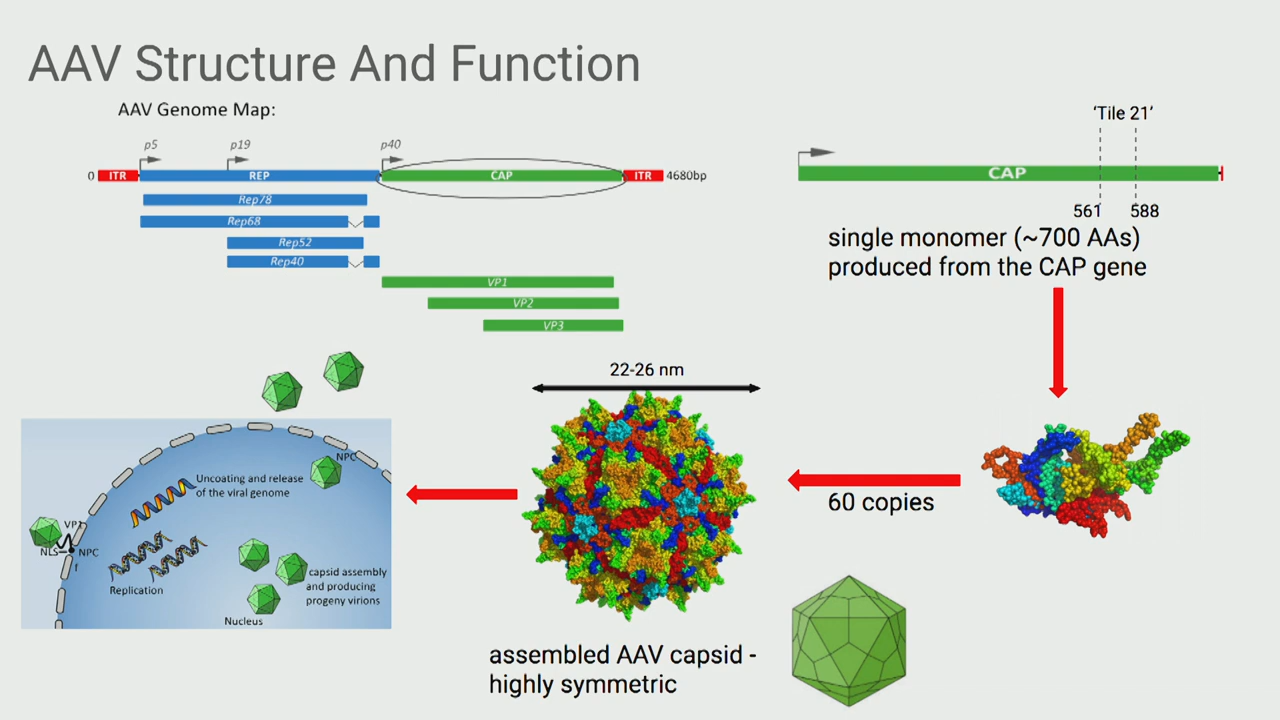 AAV Structure And Function
AAV Genome Map:
p5
p19
p40
0
ITR
REP
CAP
ITR
4680bp
Rep78
Rep68
Rep52
Rep40
VP1
VP2
VP3
'Tile 21'
CAP
561
588
single monomer (~700 AAs)
produced from the CAP gene
60 copies
22-26 nm
assembled AAV capsid -
highly symmetric
NPC
Uncoating and release
of the viral genome
VP1
NLS
NPC
f
Replication
capsid assembly
and producing
progeny virions
Nucleus